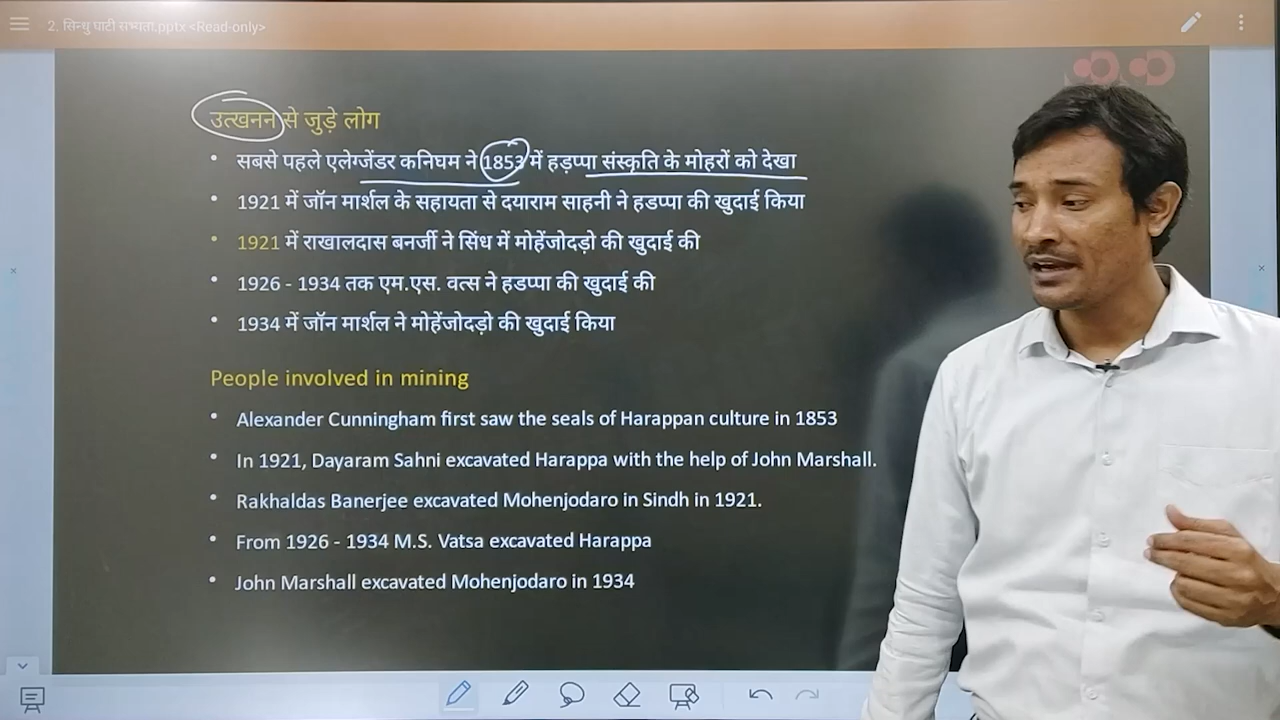 2. सिन्धु घाटी सभ्यता.pptx <Read-only>
उत्खनन से जुड़े लोग
• सबसे पहले एलेग्जेंडर कनिघम ने 1853 में हड़प्पा संस्कृति के मोहरों को देखा
• 1921 में जॉन मार्शल के सहायता से दयाराम साहनी ने हडप्पा की खुदाई किया
• 1921 में राखालदास बनर्जी ने सिंध में मोहेंजोदड़ो की खुदाई की
• 1926 - 1934 तक एम.एस. वत्स ने हडप्पा की खुदाई की
• 1934 में जॉन मार्शल ने मोहेंजोदड़ो की खुदाई किया
People involved in mining
• Alexander Cunningham first saw the seals of Harappan culture in 1853
• In 1921, Dayaram Sahni excavated Harappa with the help of John Marshall.
• Rakhaldas Banerjee excavated Mohenjodaro in Sindh in 1921.
• From 1926 - 1934 M.S. Vatsa excavated Harappa
• John Marshall excavated Mohenjodaro in 1934